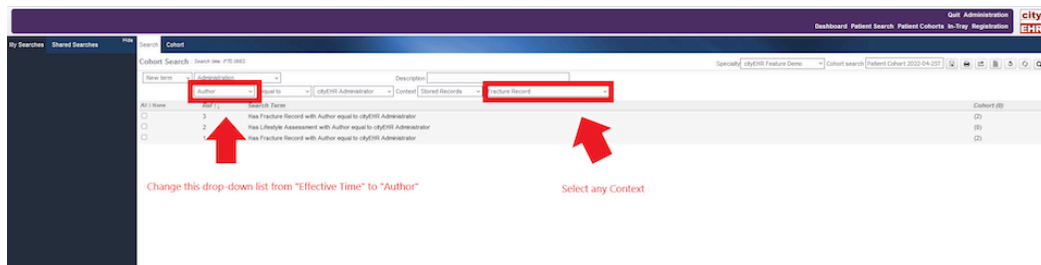 Quit Administration
city
EHR
Dashboard Patient Search Patient Cohorts In-Tray Registration
My Searches Shared Searches Hide
Search Cohort
Cohort Search
Specialty cityEHR Feature Demo Cohort search
New term Administration Description
Author equal to cityEHR Administrator Context Stored Records Fracture Record
All | None Ref Search Term Cohort (0)
3 Has Fracture Record with Author equal to cityEHR Administrator (2)
2 Has Lifestyle Assessment with Author equal to cityEHR Administrator (0)
1 Has Fracture Record with Author equal to cityEHR Administrator (2)
Change this drop-down list from "Effective Time" to "Author"
Select any Context